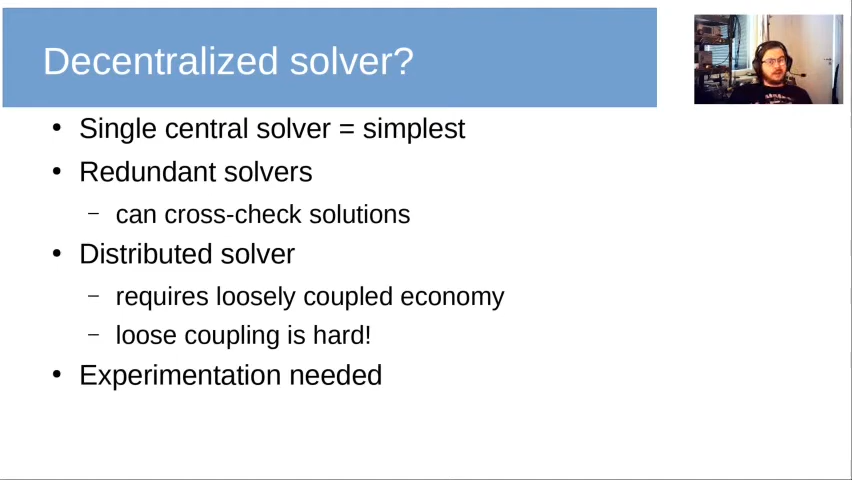 Decentralized solver?
• Single central solver = simplest
• Redundant solvers
– can cross-check solutions
• Distributed solver
– requires loosely coupled economy
– loose coupling is hard!
• Experimentation needed